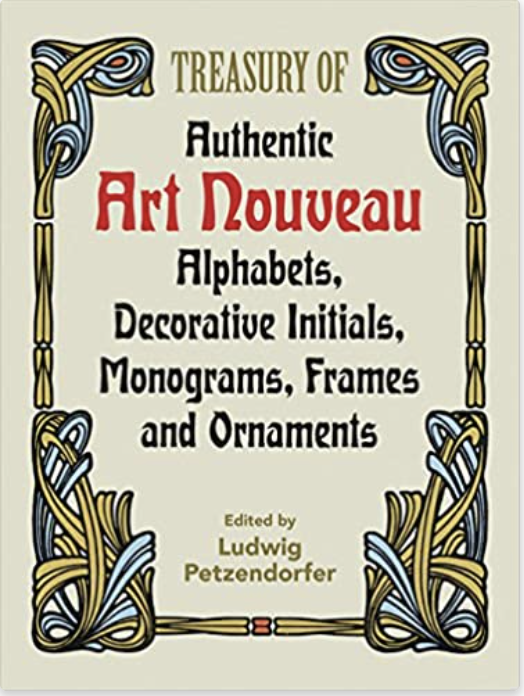 TREASURY OF
Authentic
Art Nouveau
Alphabets,
Decorative Initials,
Monograms, Frames
and Ornaments
Edited by
Ludwig
Petzendorfer